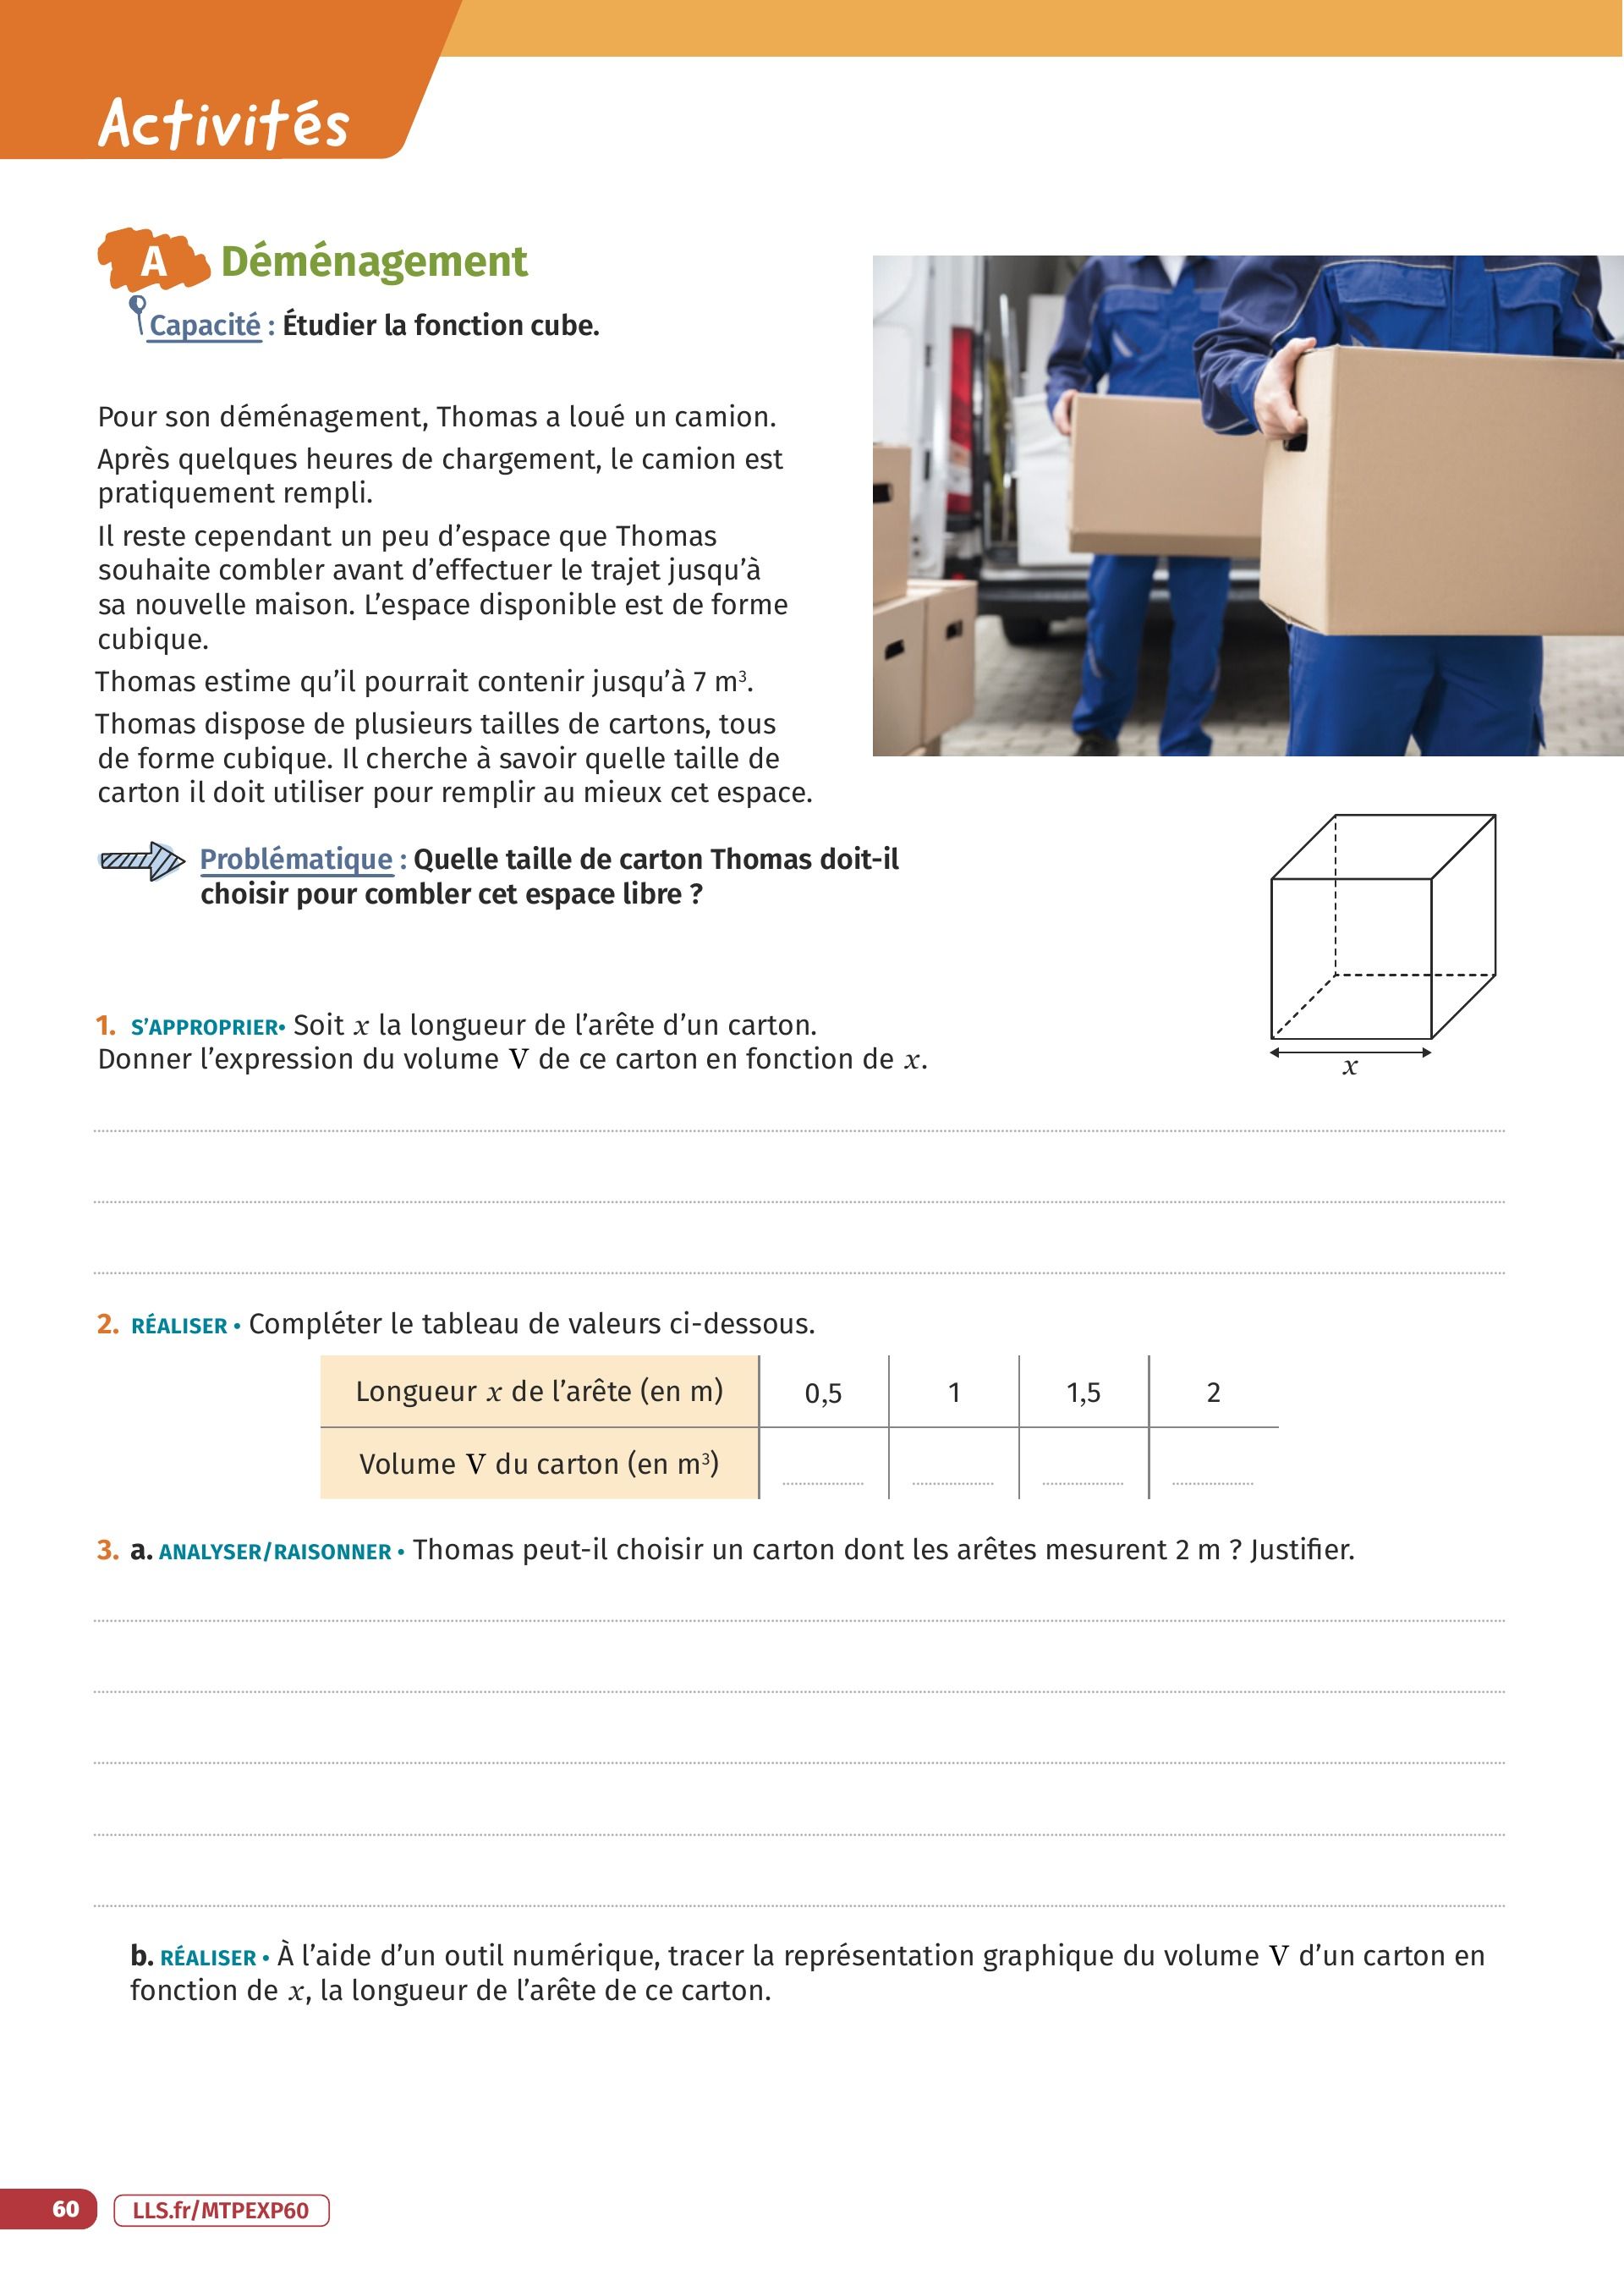 Activités
A Déménagement
Capacité : Étudier la fonction cube.
Pour son déménagement, Thomas a loué un camion.
Après quelques heures de chargement, le camion est
pratiquement rempli.
Il reste cependant un peu d’espace que Thomas
souhaite combler avant d’effectuer le trajet jusqu’à
sa nouvelle maison. L’espace disponible est de forme
cubique.
Thomas estime qu’il pourrait contenir jusqu’à 7 m³.
Thomas dispose de plusieurs tailles de cartons, tous
de forme cubique. Il cherche à savoir quelle taille de
carton il doit utiliser pour remplir au mieux cet espace.
Problématique : Quelle taille de carton Thomas doit-il
choisir pour combler cet espace libre ?
1. S’APPROPRIER• Soit x la longueur de l’arête d’un carton.
Donner l’expression du volume V de ce carton en fonction de x.
x
2. RÉALISER • Compléter le tableau de valeurs ci-dessous.
Longueur x de l’arête (en m) 0,5 1 1,5 2
Volume V du carton (en m³)
3. a. ANALYSER/RAISONNER • Thomas peut-il choisir un carton dont les arêtes mesurent 2 m ? Justifier.
b. RÉALISER • À l’aide d’un outil numérique, tracer la représentation graphique du volume V d’un carton en
fonction de x, la longueur de l’arête de ce carton.
60 LLS.fr/MTPEXP60